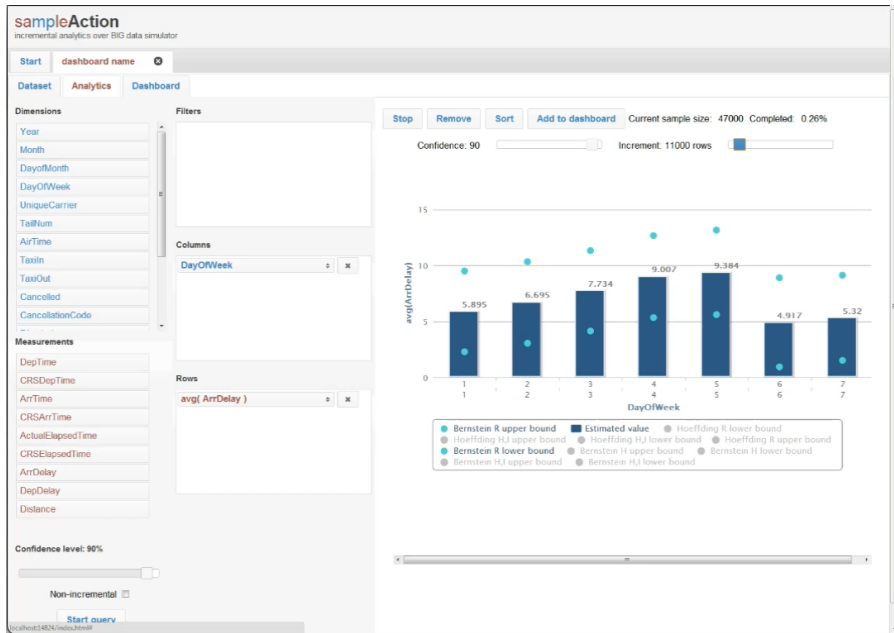 sampleAction
incremental analytics over BIG data simulator
Start
dashboard name
Dataset
Analytics
Dashboard
Dimensions
Year
Month
DayofMonth
DayOfWeek
UniqueCarrier
TailNum
AirTime
TaxiIn
TaxiOut
Cancelled
CancellationCode
Measurements
DepTime
CRSDepTime
ArrTime
CRSArrTime
ActualElapsedTime
CRSElapsedTime
ArrDelay
DepDelay
Distance
Confidence level: 90%
Non-incremental
Start query
localhost:14824/index.html#
Filters
Columns
DayOfWeek
Rows
avg( ArrDelay )
Stop Remove Sort Add to dashboard Current sample size: 47000 Completed: 0.26%
Confidence: 90 Increment: 11000 rows
avg(ArrDelay)
15
10
5
0
5.895 6.695 7.734 9.007 9.384 4.917 5.32
1 2 3 4 5 6 7
1 2 3 4 5 6 7
DayOfWeek
Bernstein R upper bound Estimated value Hoeffding R lower bound
Hoeffding H,I upper bound Hoeffding H,I lower bound Hoeffding R upper bound
Bernstein R lower bound Bernstein H upper bound Bernstein H lower bound
Bernstein H,I upper bound Bernstein H,I lower bound